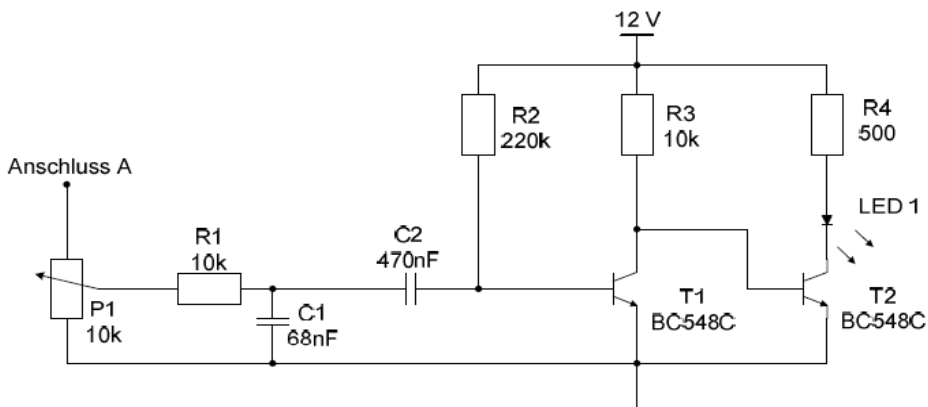 12 V
R2
220k
R3
10k
R4
500
Anschluss A
LED 1
R1
10k
C2
470nF
P1
10k
C1
68nF
T1
BC548C
T2
BC548C